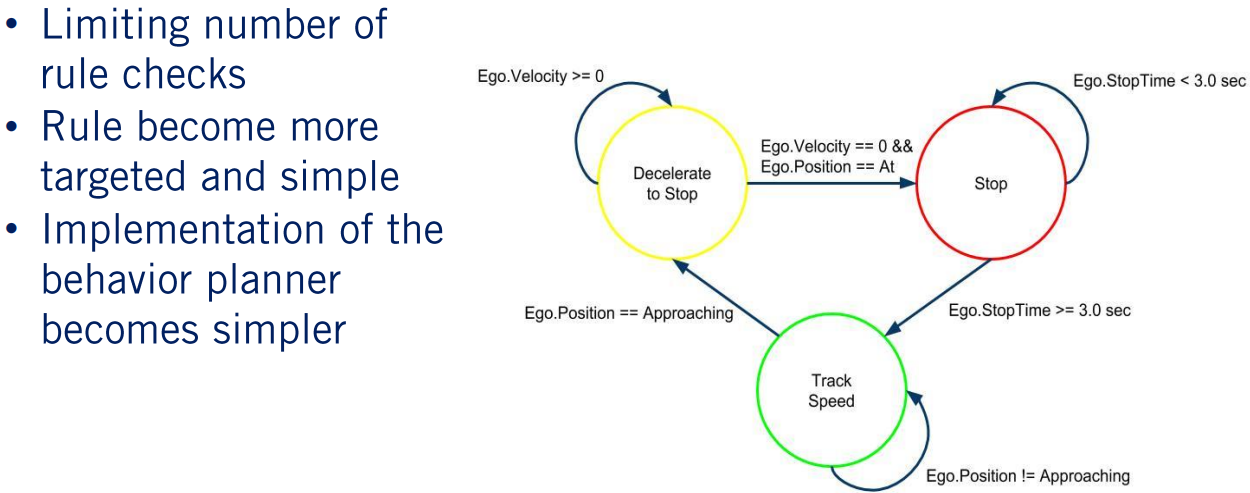 • Limiting number of
rule checks
• Rule become more
targeted and simple
• Implementation of the
behavior planner
becomes simpler
Ego.Velocity >= 0
Ego.StopTime < 3.0 sec
Ego.Velocity == 0 &&
Ego.Position == At
Decelerate
to Stop
Stop
Ego.Position == Approaching
Ego.StopTime >= 3.0 sec
Track
Speed
Ego.Position != Approaching